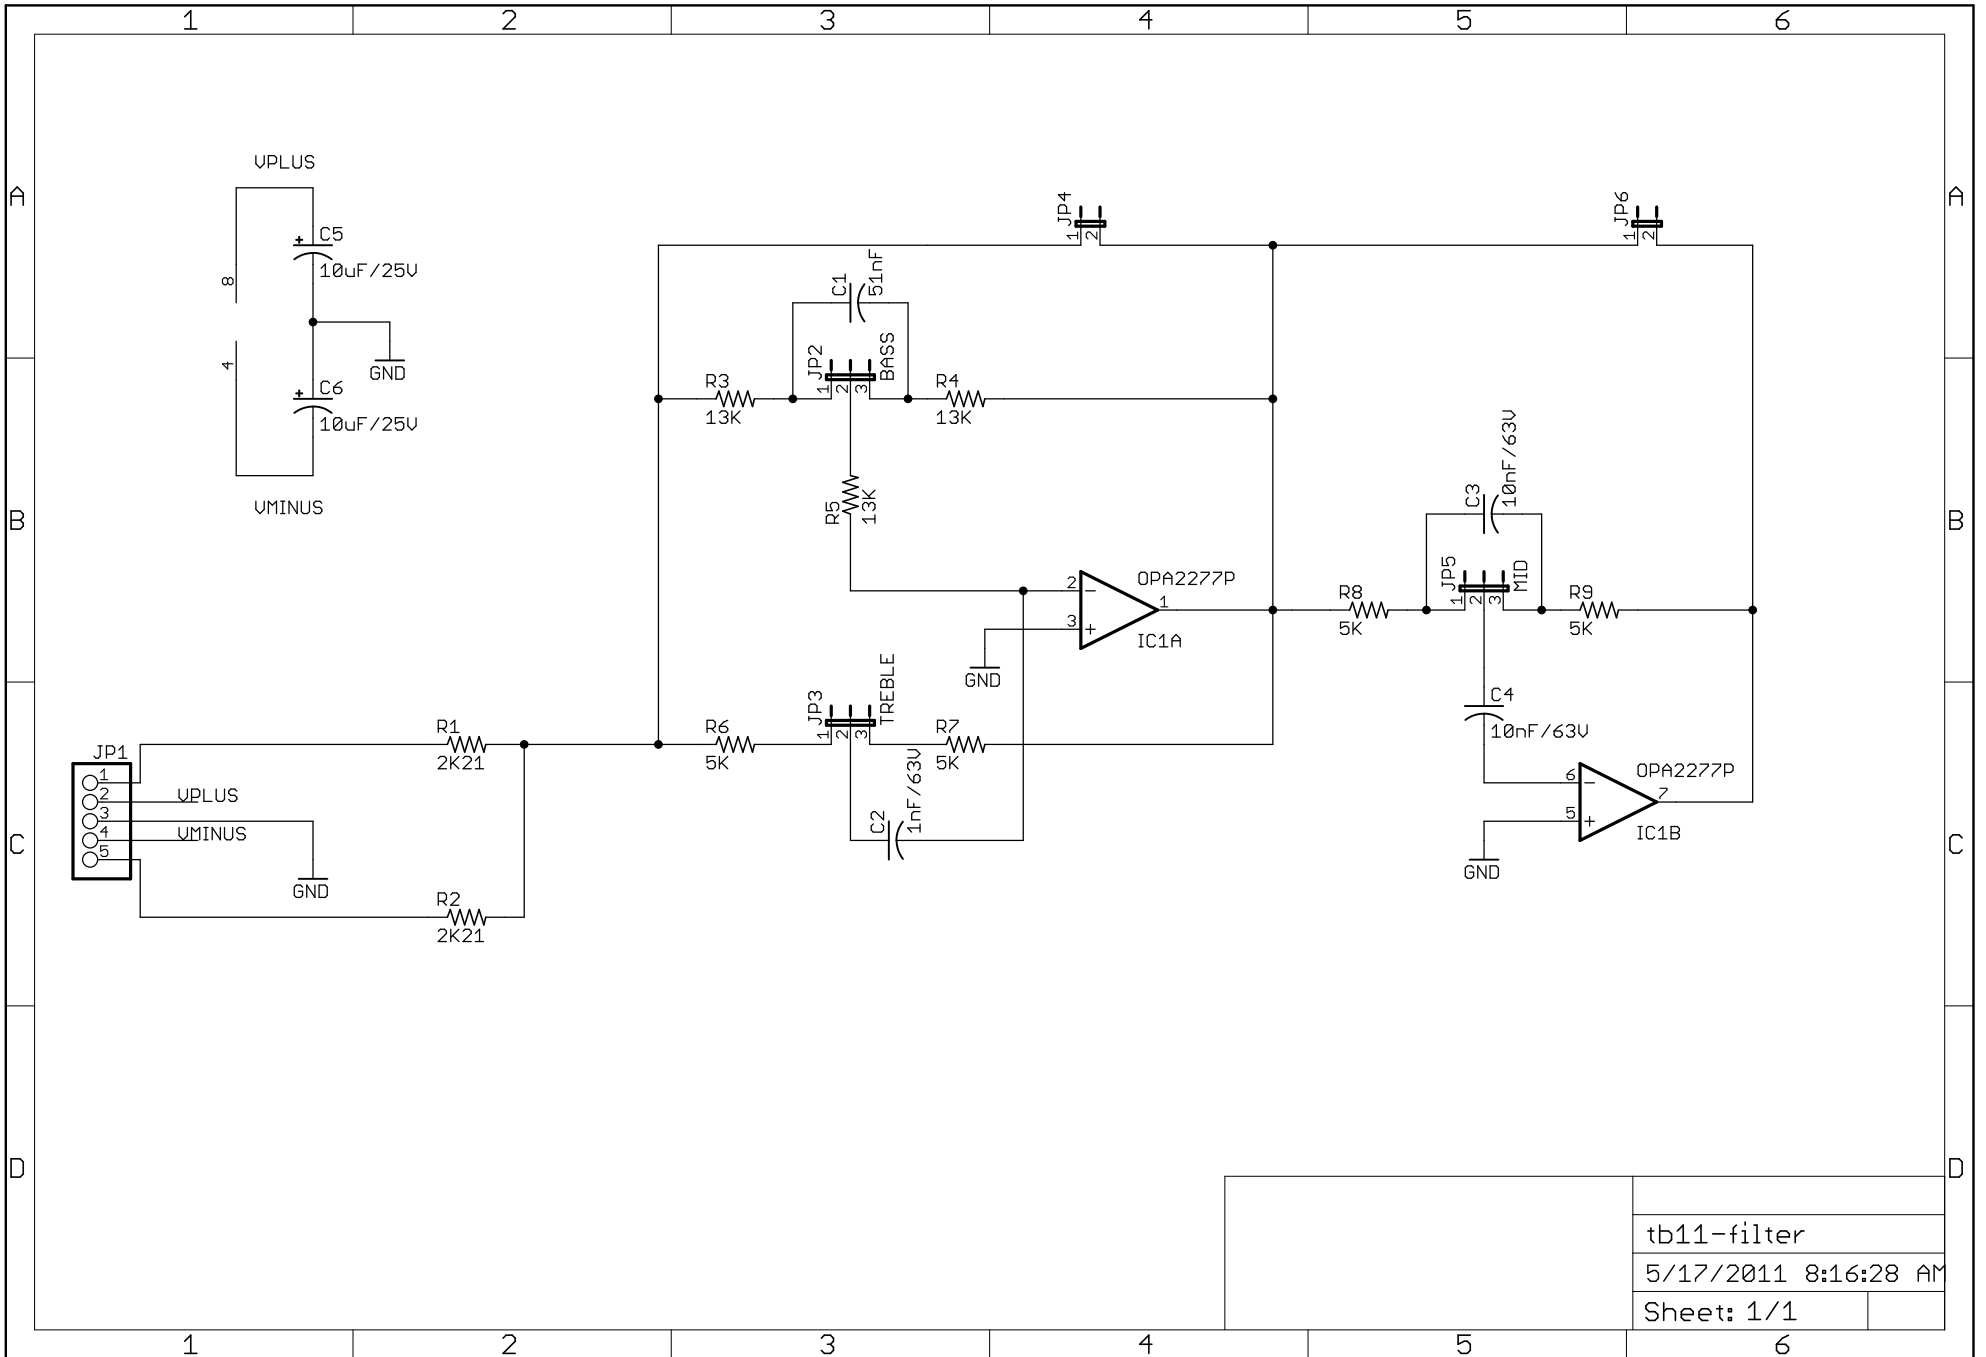 1 2 3 4 5 6
A
A
VPLUS
C5
10uF/25V
8
4
GND
C6
10uF/25V
VMINUS
JP4
1 2
JP6
1 2
C1
51nF
JP2
BASS
1 2 3
R3
13K
R4
13K
R5
13K
B
B
C3
10nF/63V
JP5
MID
1 2 3
R8
5K
R9
5K
2
3
1
OPA2277P
IC1A
GND
JP3
TREBLE
1 2 3
R6
5K
R7
5K
C2
1nF/63V
C4
10nF/63V
6
5
7
OPA2277P
IC1B
GND
R1
2K21
JP1
1
2
VPLUS
3
4
VMINUS
5
GND
R2
2K21
C
C
D
D
tb11-filter
5/17/2011 8:16:28 AM
Sheet: 1/1
1 2 3 4 5 6